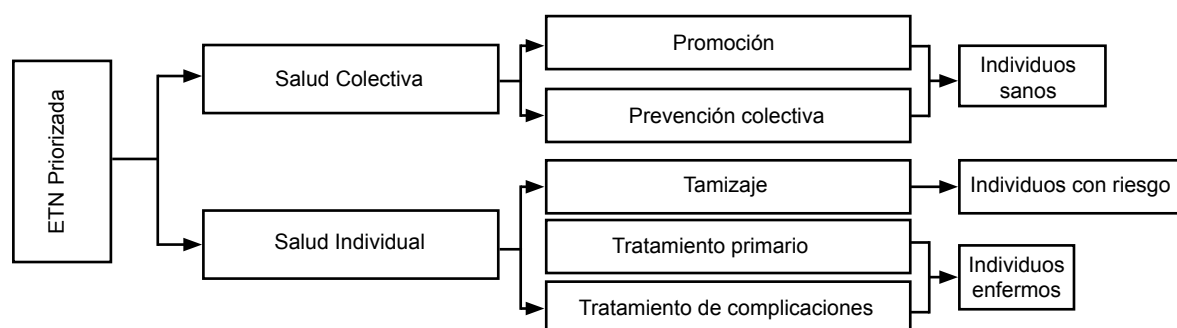 ETN Priorizada
Salud Colectiva
Salud Individual
Promoción
Prevención colectiva
Tamizaje
Tratamiento primario
Tratamiento de complicaciones
Individuos
sanos
Individuos con riesgo
Individuos
enfermos